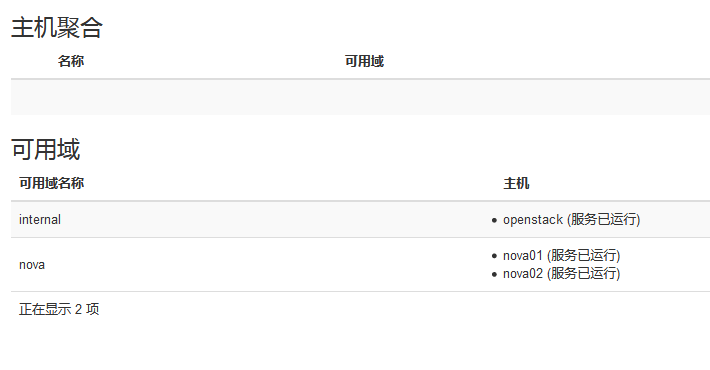 主机聚合
名称 可用域
可用域
可用域名称 主机
internal openstack (服务已运行)
nova nova01 (服务已运行)
nova02 (服务已运行)
正在显示 2 项